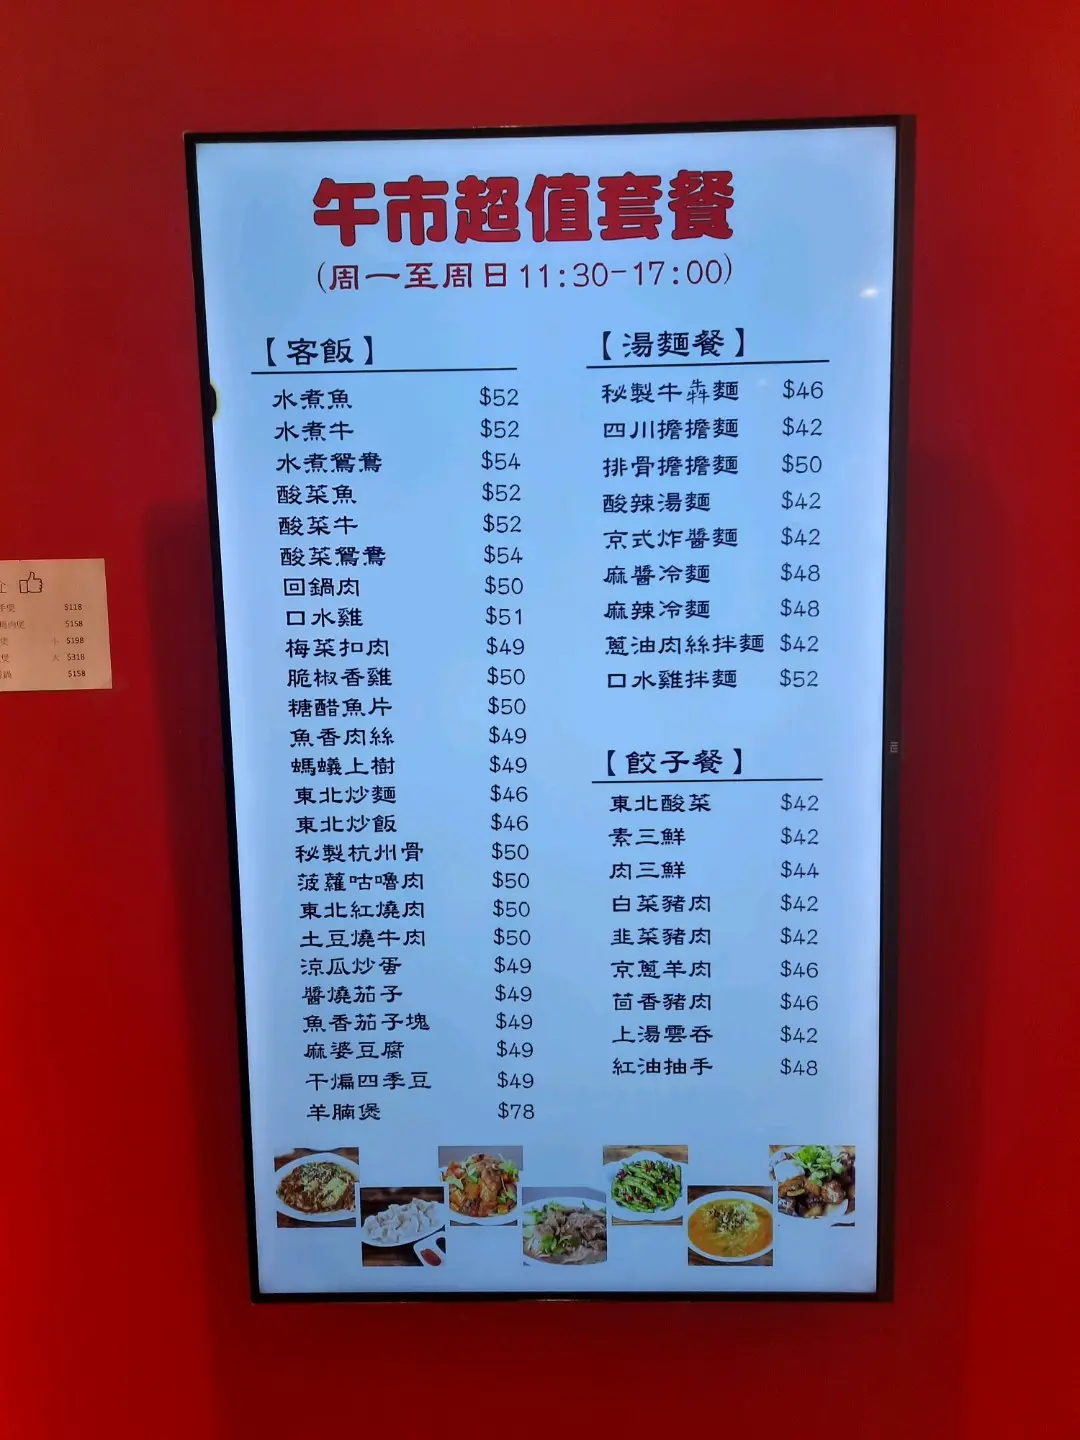 午市超值套餐
(周一至周日11:30-17:00)
【客飯】
水煮魚 $52
水煮牛 $52
水煮鴛鴦 $54
酸菜魚 $52
酸菜牛 $52
酸菜鴛鴦 $54
回鍋肉 $50
口水雞 $51
梅菜扣肉 $49
脆椒香雞 $50
糖醋魚片 $50
魚香肉絲 $49
螞蟻上樹 $49
東北炒麵 $46
東北炒飯 $46
秘製杭州骨 $50
菠蘿咕嚕肉 $50
東北紅燒肉 $50
土豆燒牛肉 $50
涼瓜炒蛋 $49
醬燒茄子 $49
魚香茄子塊 $49
麻婆豆腐 $49
干煸四季豆 $49
羊腩煲 $78
【湯麵餐】
秘製牛犇麵 $46
四川擔擔麵 $42
排骨擔擔麵 $50
酸辣湯麵 $42
京式炸醬麵 $42
麻醬冷麵 $48
麻辣冷麵 $48
蔥油肉絲拌麵 $42
口水雞拌麵 $52
【餃子餐】
東北酸菜 $42
素三鮮 $42
肉三鮮 $44
白菜豬肉 $42
韭菜豬肉 $42
京蔥羊肉 $46
茴香豬肉 $46
上湯雲吞 $42
紅油抽手 $48
$118
$158
$198
大 $318
$158